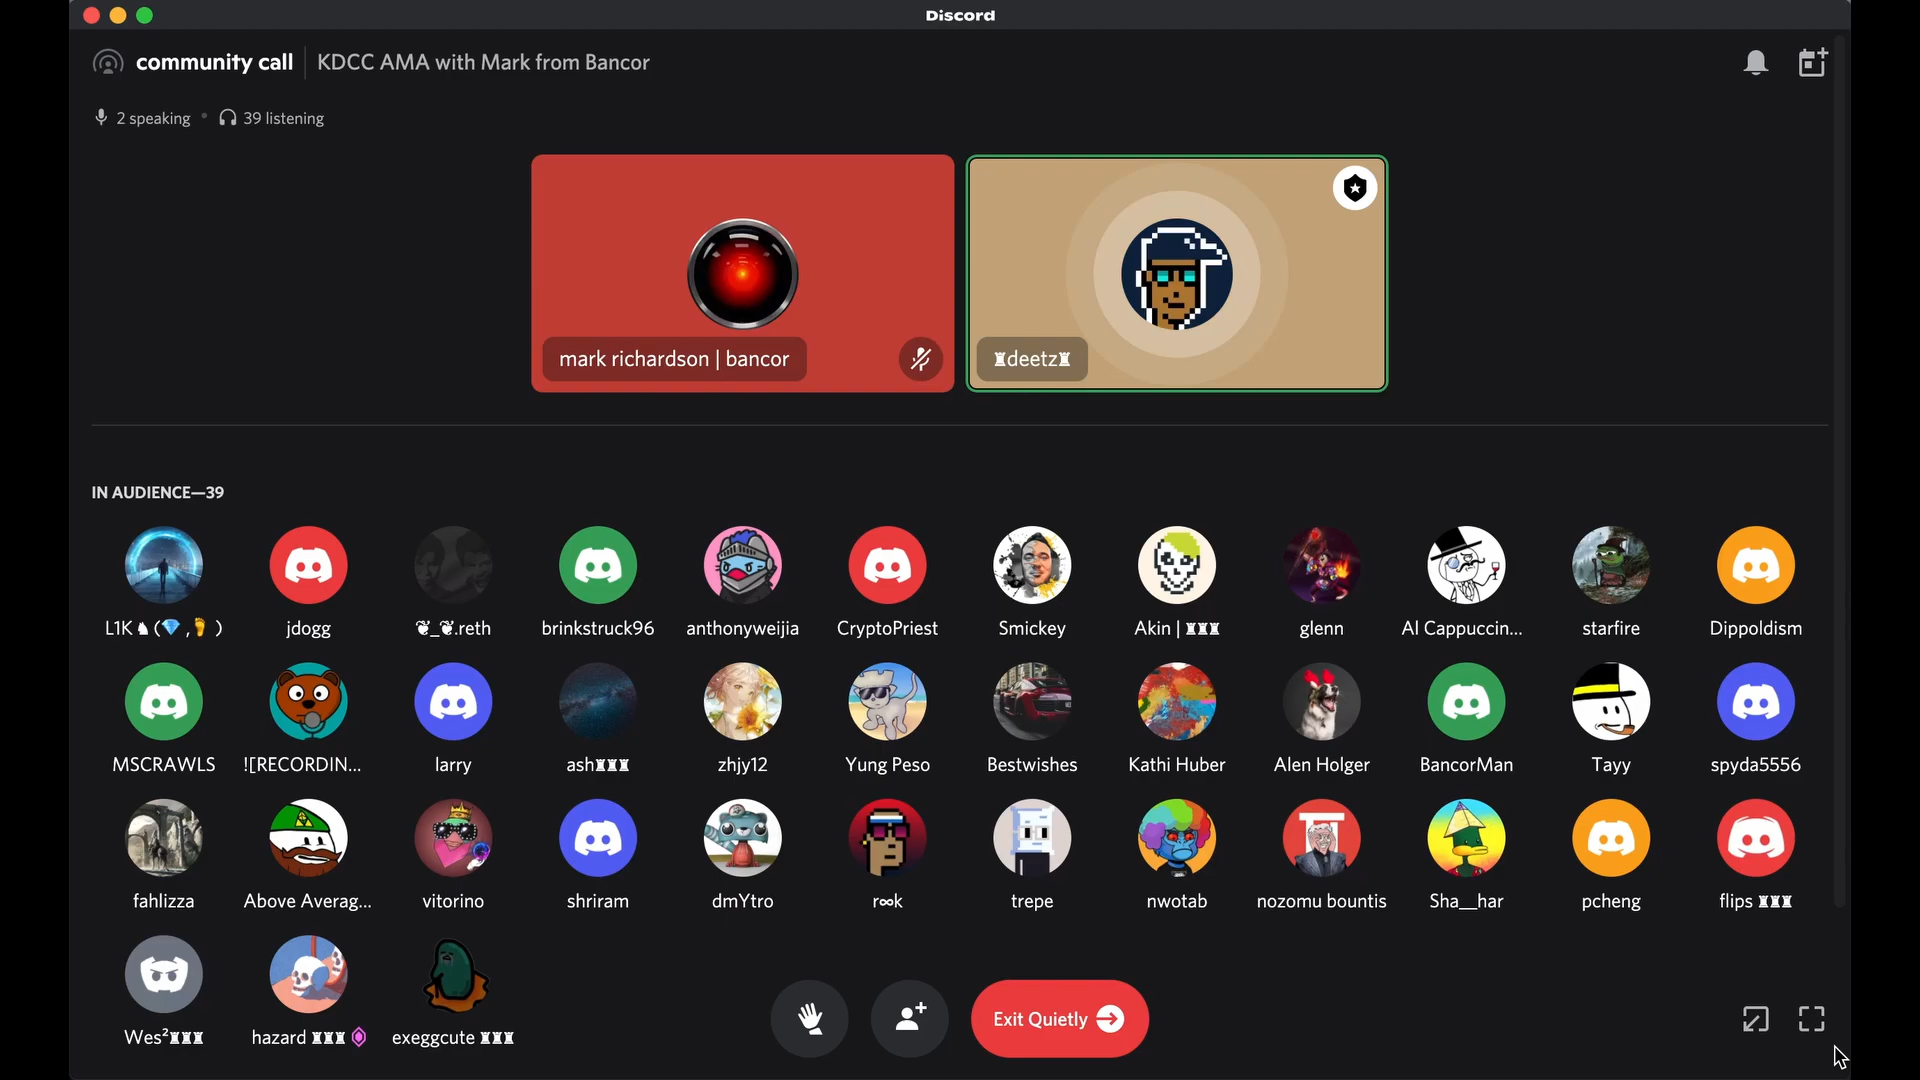 Discord
community call | KDCC AMA with Mark from Bancor
2 speaking • 39 listening
mark richardson | bancor
♜deetz♜
IN AUDIENCE—39
L1K ♞ (💎,🦶)
jdogg
❦_❦.reth
brinkstruck96
anthonyweijia
CryptoPriest
Smickey
Akin | ♜♜♜
glenn
Al Cappuccin...
starfire
Dippoldism
MSCRAWLS
![RECORDIN...
larry
ash♜♜♜
zhjy12
Yung Peso
Bestwishes
Kathi Huber
Alen Holger
BancorMan
Tayy
spyda5556
fahlizza
Above Averag...
vitorino
shriram
dmYtro
r∞k
trepe
nwotab
nozomu bountis
Sha__har
pcheng
flips ♜♜♜
Wes²♜♜♜
hazard ♜♜♜
exeggcute ♜♜♜
Exit Quietly